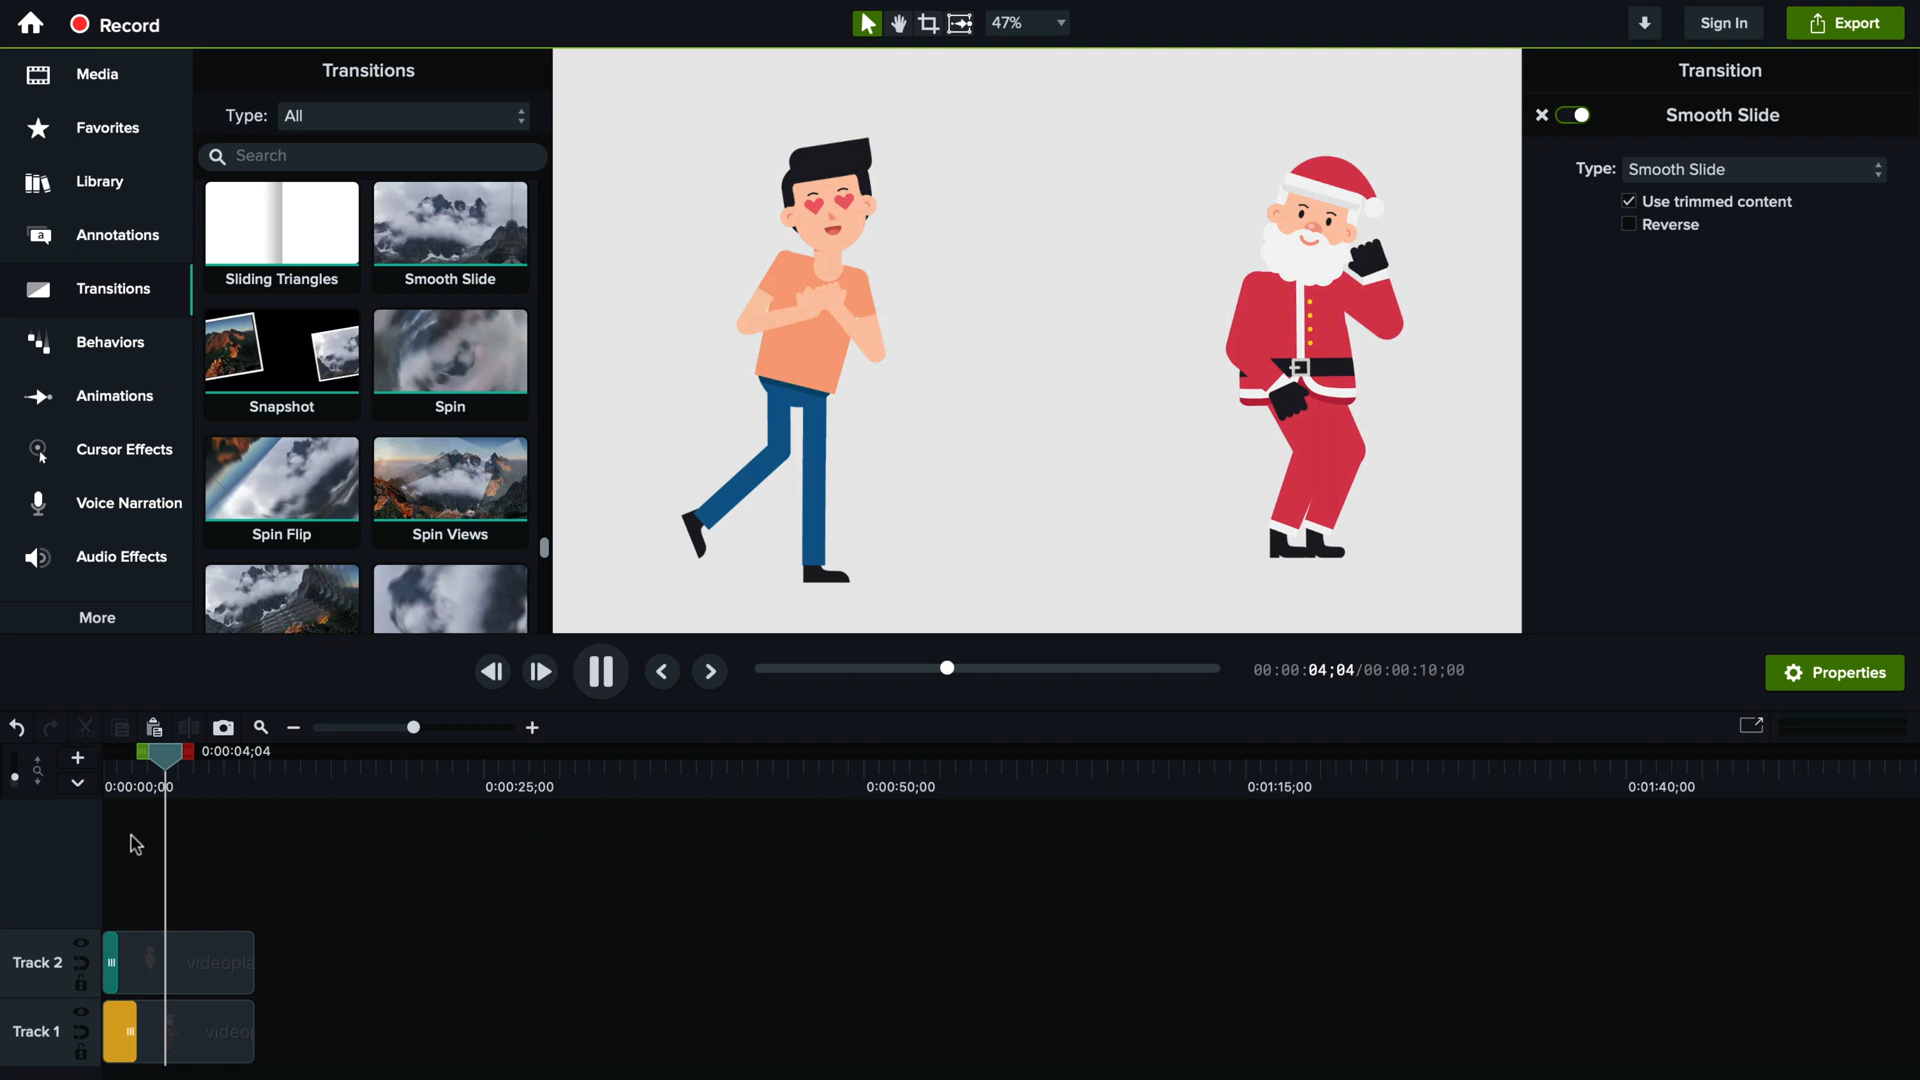 Record
47%
Sign In
Export
Media
Favorites
Library
Annotations
Transitions
Behaviors
Animations
Cursor Effects
Voice Narration
Audio Effects
More
Transitions
Type: All
Search
Sliding Triangles
Smooth Slide
Snapshot
Spin
Spin Flip
Spin Views
Transition
Smooth Slide
Type: Smooth Slide
Use trimmed content
Reverse
00:00:04;04/00:00:10;00
Properties
0:00:04;04
0:00:00;00
0:00:25;00
0:00:50;00
0:01:15;00
0:01:40;00
Track 2
videopla
Track 1
videop